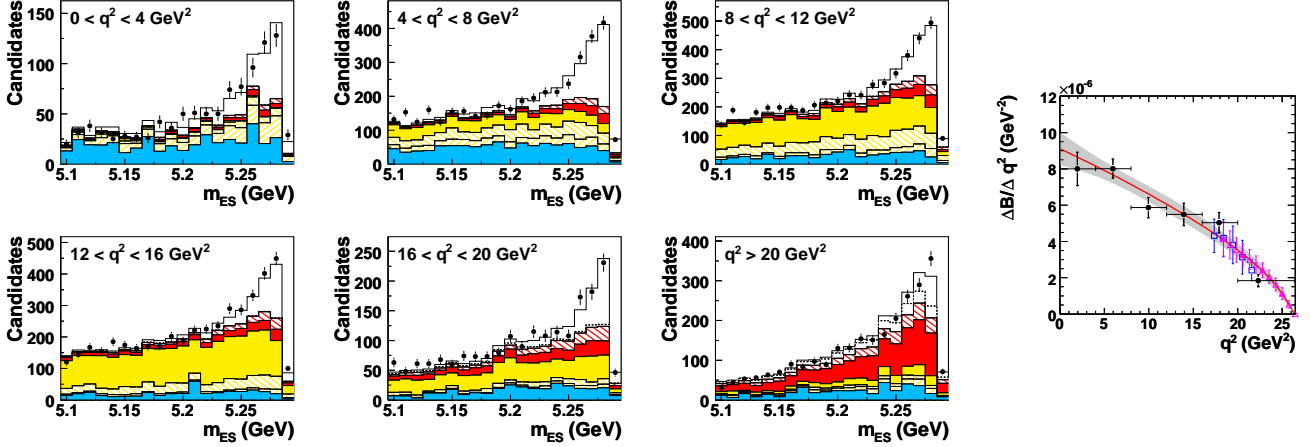 0 < q² < 4 GeV²
Candidates
150
100
50
0
5.1 5.15 5.2 5.25
m_ES (GeV)
4 < q² < 8 GeV²
Candidates
400
300
200
100
0
5.1 5.15 5.2 5.25
m_ES (GeV)
8 < q² < 12 GeV²
Candidates
500
400
300
200
100
0
5.1 5.15 5.2 5.25
m_ES (GeV)
12 < q² < 16 GeV²
Candidates
500
400
300
200
100
0
5.1 5.15 5.2 5.25
m_ES (GeV)
16 < q² < 20 GeV²
Candidates
250
200
150
100
50
0
5.1 5.15 5.2 5.25
m_ES (GeV)
q² > 20 GeV²
Candidates
400
300
200
100
0
5.1 5.15 5.2 5.25
m_ES (GeV)
×10⁻⁶
ΔB/Δ q² (GeV⁻²)
12
10
8
6
4
2
0
0 5 10 15 20 25
q² (GeV²)